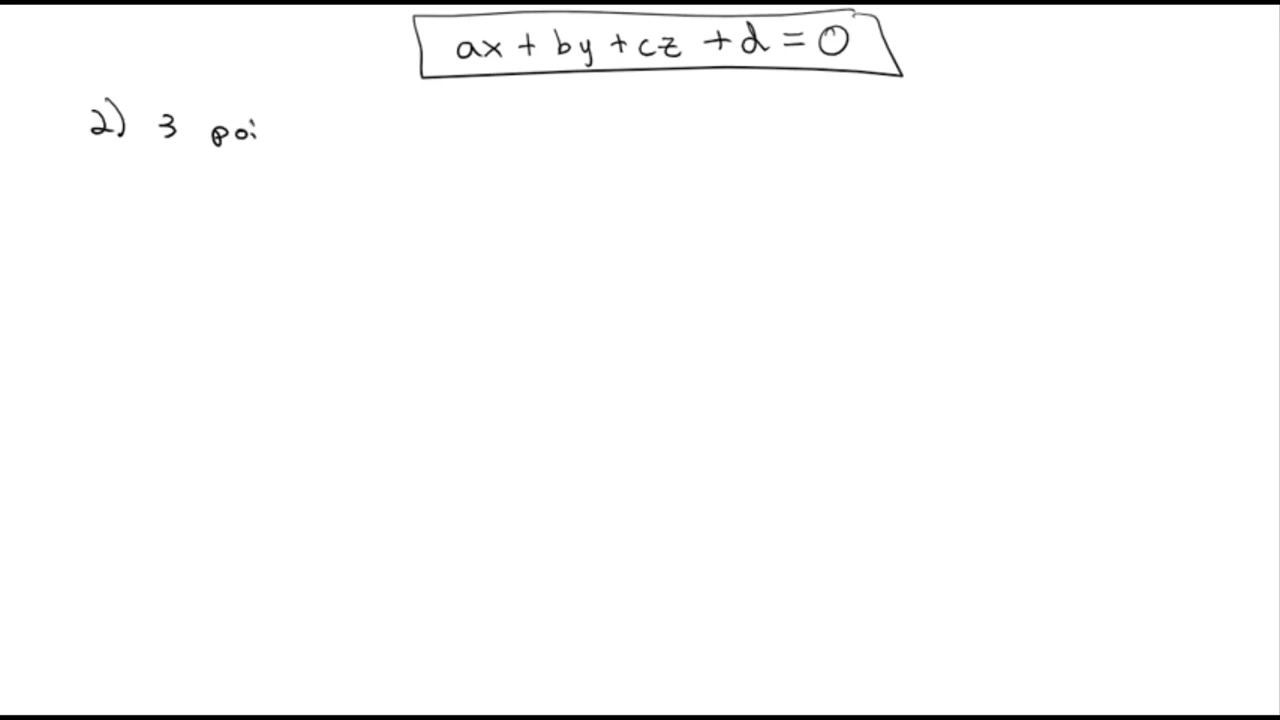 ax + by + cz + d = 0
2) 3 poi